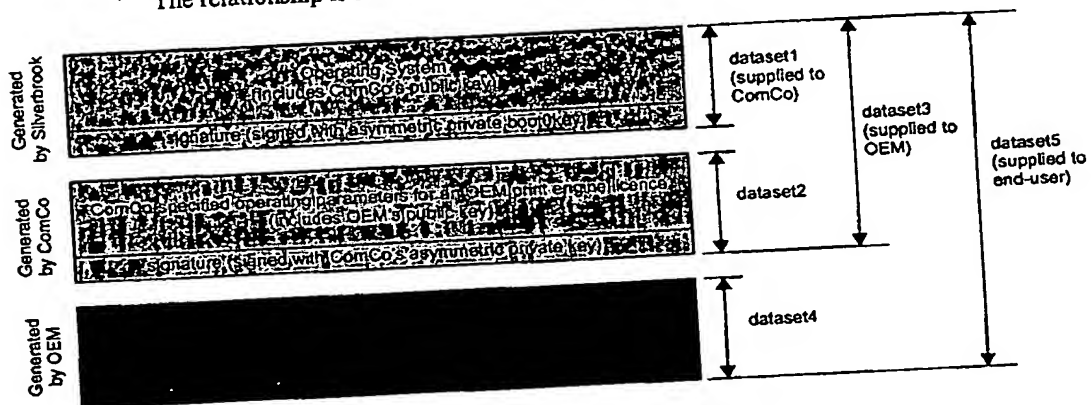 The relationship is
Generated
by Silverbrook
Operating System
(includes ComCo's public key)
signature (signed with asymmetric private boot0key)
dataset1
(supplied to
ComCo)
dataset3
(supplied to
OEM)
dataset5
(supplied to
end-user)
Generated
by ComCo
ComCo specified operating parameters for an OEM print engine licence
(includes OEM's public key)
signature (signed with ComCo's asymmetric private key)
dataset2
Generated
by OEM
dataset4